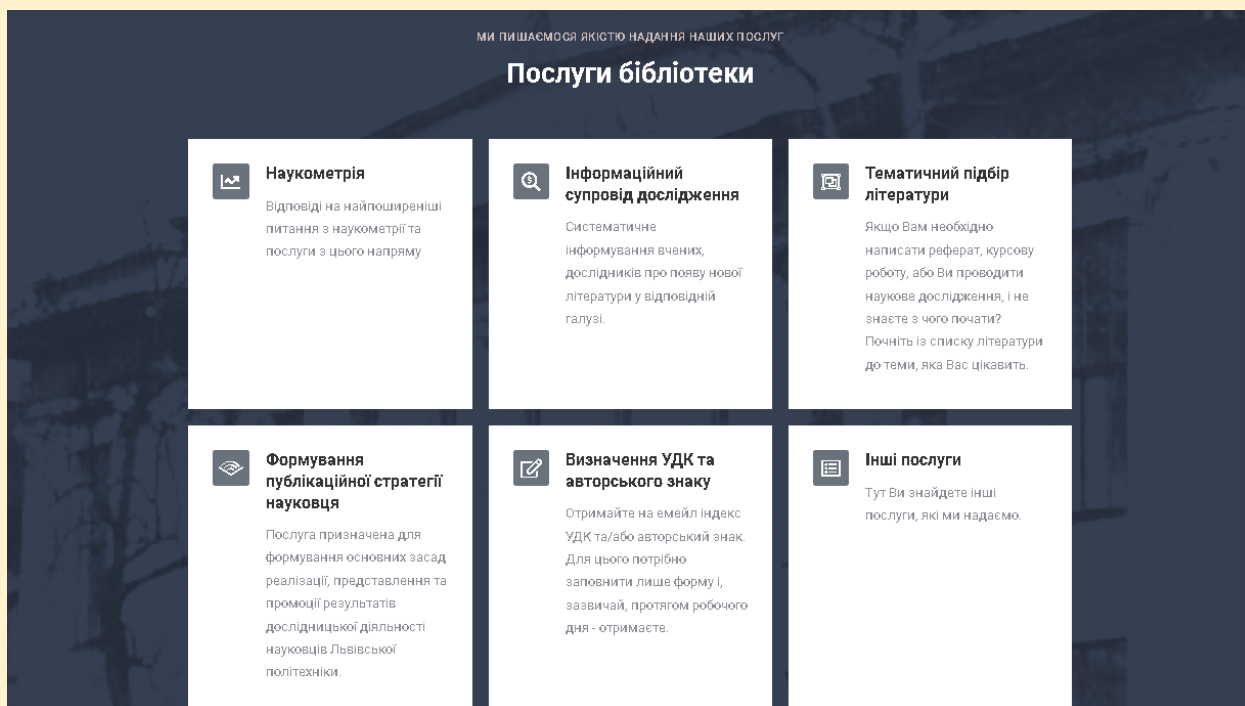 МИ ПИШАЄМОСЯ ЯКІСТЮ НАДАННЯ НАШИХ ПОСЛУГ
Послуги бібліотеки
Наукометрія
Відповіді на найпоширеніші
питання з наукометрії та
послуги з цього напряму
Інформаційний
супровід дослідження
Систематичне
інформування вчених,
дослідників про появу нової
літератури у відповідній
галузі.
Тематичний підбір
літератури
Якщо Вам необхідно
написати реферат, курсову
роботу, або Ви проводити
наукове дослідження, і не
знаєте з чого почати?
Почніть із списку літератури
до теми, яка Вас цікавить.
Формування
публікаційної стратегії
науковця
Послуга призначена для
формування основних засад
реалізації, представлення та
промоції результатів
дослідницької діяльності
науковців Львівської
політехніки.
Визначення УДК та
авторського знаку
Отримайте на емейл індекс
УДК та/або авторський знак.
Для цього потрібно
заповнити лише форму і,
зазвичай, протягом робочого
дня - отримаєте.
Інші послуги
Тут Ви знайдете інші
послуги, які ми надаємо.